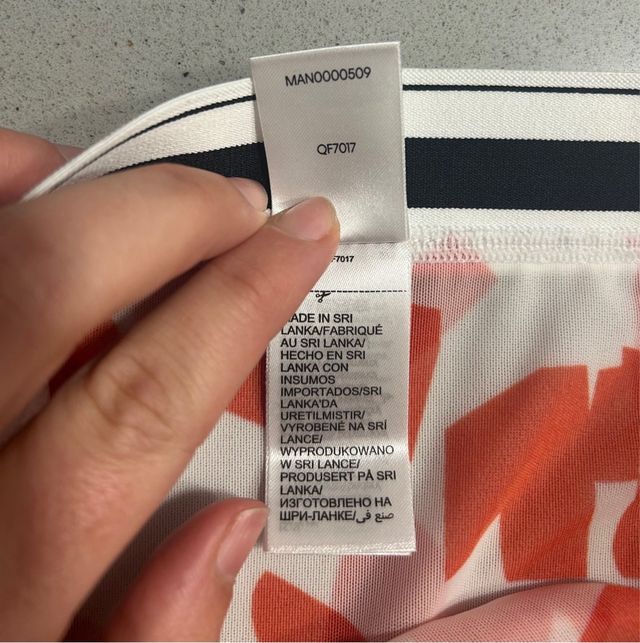 MAN0000509
QF7017
F7017
MADE IN SRI
LANKA/FABRIQUÉ
AU SRI LANKA/
HECHO EN SRI
LANKA CON
INSUMOS
IMPORTADOS/SRI
LANKA'DA
URETILMISTIR/
VYROBENÉ NA SRÍ
LANCE/
WYPRODUKOWANO
W SRI LANCE/
PRODUSERT PÅ SRI
LANKA/
ИЗГОТОВЛЕНО НА
ШРИ-ЛАНКЕ/صنع في